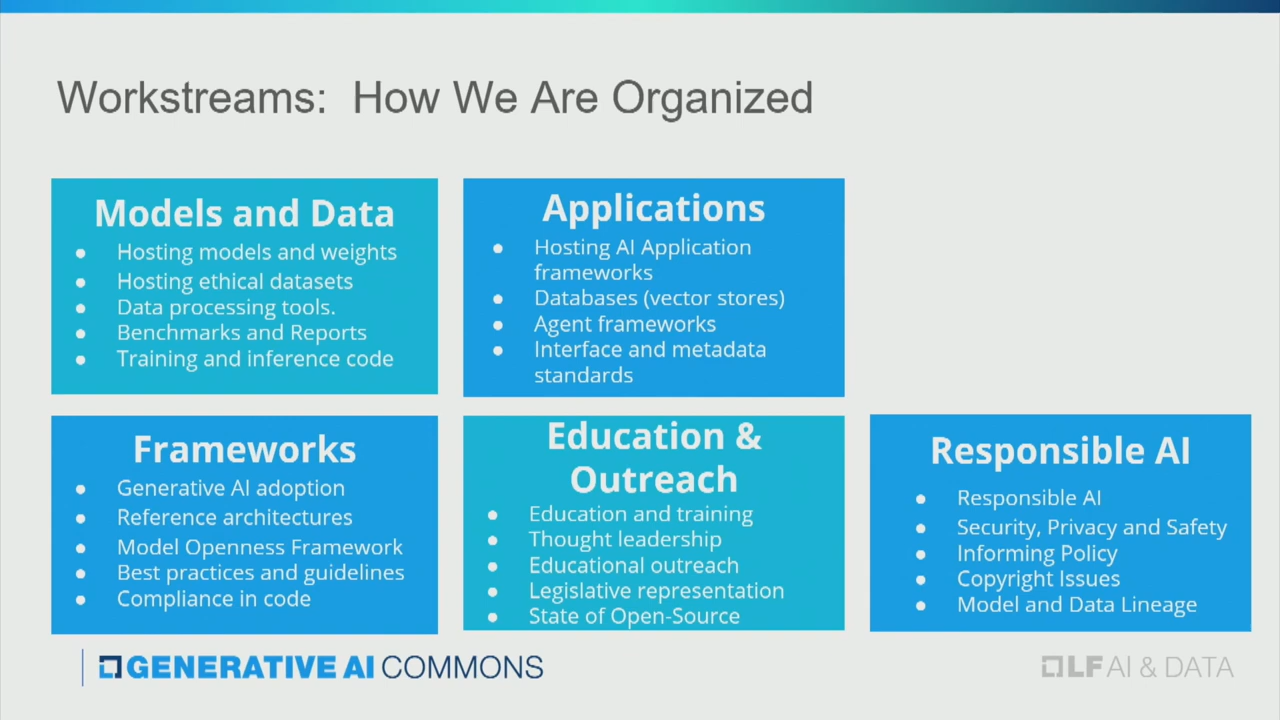 Workstreams: How We Are Organized
Models and Data
● Hosting models and weights
● Hosting ethical datasets
● Data processing tools.
● Benchmarks and Reports
● Training and inference code
Applications
● Hosting AI Application
frameworks
● Databases (vector stores)
● Agent frameworks
● Interface and metadata
standards
Frameworks
● Generative AI adoption
● Reference architectures
● Model Openness Framework
● Best practices and guidelines
● Compliance in code
Education &
Outreach
● Education and training
● Thought leadership
● Educational outreach
● Legislative representation
● State of Open-Source
Responsible AI
● Responsible AI
● Security, Privacy and Safety
● Informing Policy
● Copyright Issues
● Model and Data Lineage
GENERATIVE AI COMMONS
LF AI & DATA